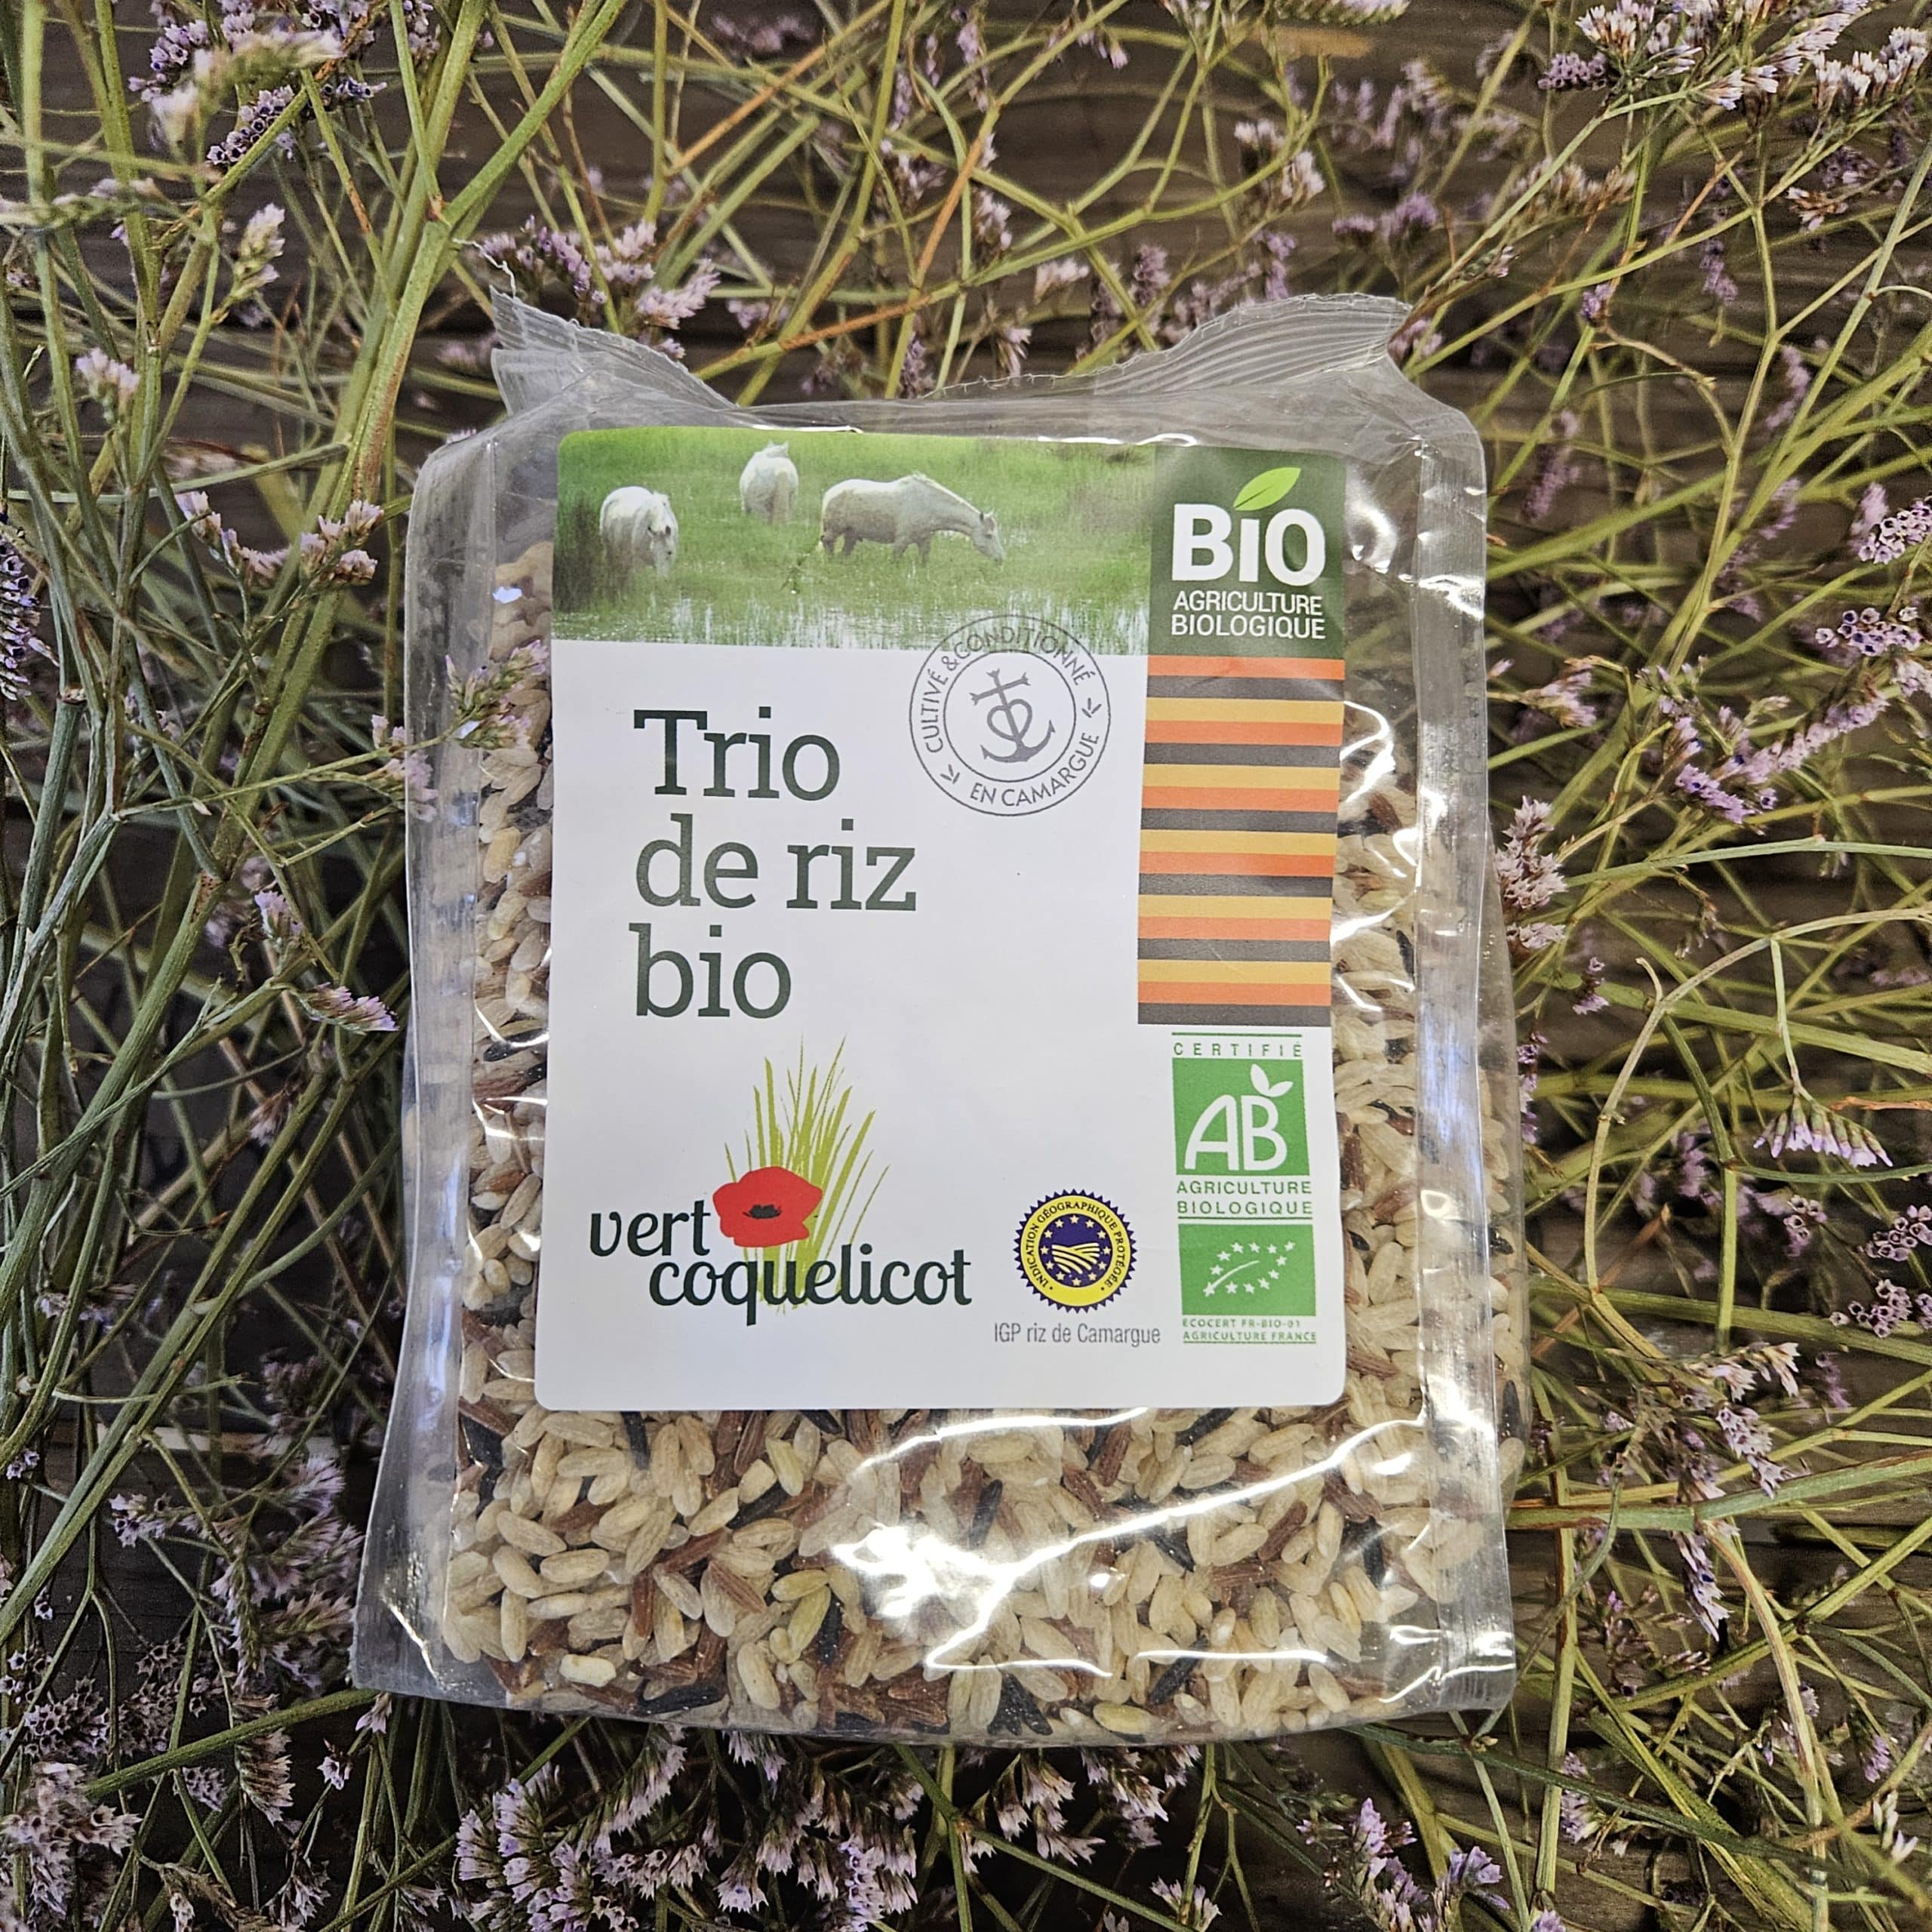 BIO
AGRICULTURE
BIOLOGIQUE
CULTIVÉ & CONDITIONNÉ
EN CAMARGUE
Trio
de riz
bio
CERTIFIÉ
AB
AGRICULTURE
BIOLOGIQUE
vert
coquelicot
INDICATION GÉOGRAPHIQUE PROTÉGÉE
IGP riz de Camargue
ECOCERT FR-BIO-01
AGRICULTURE FRANCE